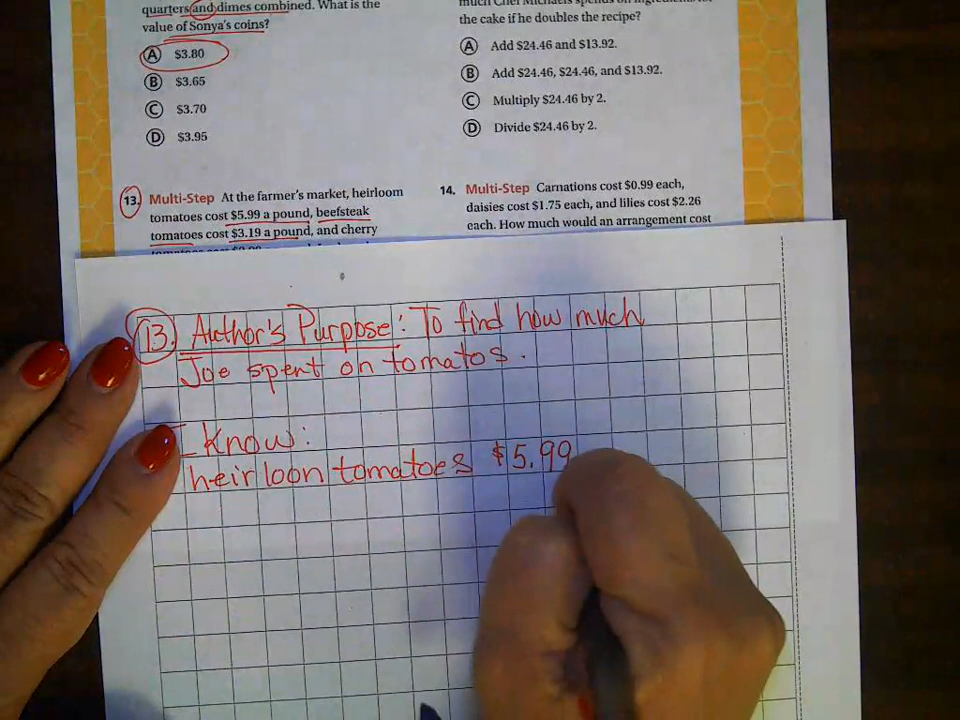 quarters and dimes combined. What is the
value of Sonya's coins?
A $3.80
B $3.65
C $3.70
D $3.95
the cake if he doubles the recipe?
A Add $24.46 and $13.92.
B Add $24.46, $24.46, and $13.92.
C Multiply $24.46 by 2.
D Divide $24.46 by 2.
13. Multi-Step At the farmer's market, heirloom
tomatoes cost $5.99 a pound, beefsteak
tomatoes cost $3.19 a pound, and cherry
14. Multi-Step Carnations cost $0.99 each,
daisies cost $1.75 each, and lilies cost $2.26
each. How much would an arrangement cost
13. Author's Purpose: To find how much
Joe spent on tomatos.
I know:
heirloon tomatoes $5.99